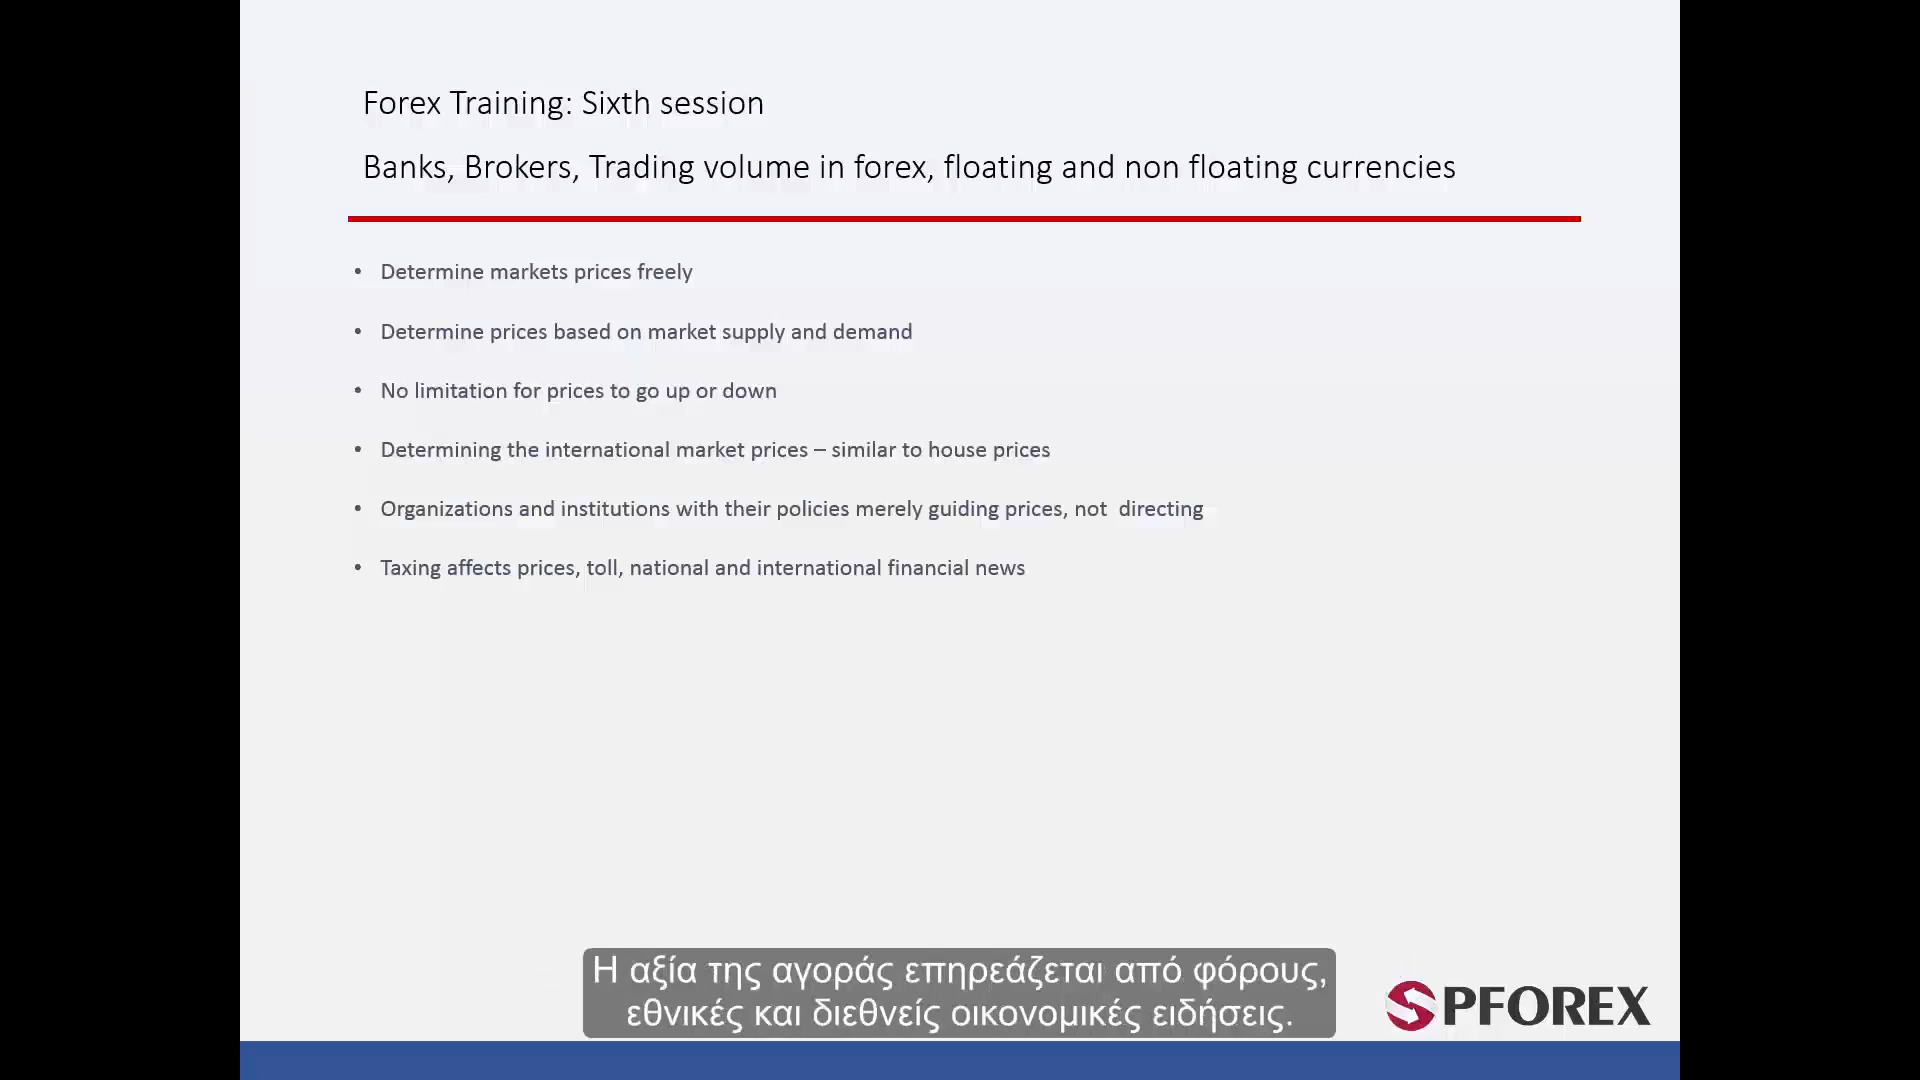 Forex Training: Sixth session
Banks, Brokers, Trading volume in forex, floating and non floating currencies
• Determine markets prices freely
• Determine prices based on market supply and demand
• No limitation for prices to go up or down
• Determining the international market prices – similar to house prices
• Organizations and institutions with their policies merely guiding prices, not  directing
• Taxing affects prices, toll, national and international financial news
Η αξία της αγοράς επηρεάζεται από φόρους,
εθνικές και διεθνείς οικονομικές ειδήσεις.
SPFOREX